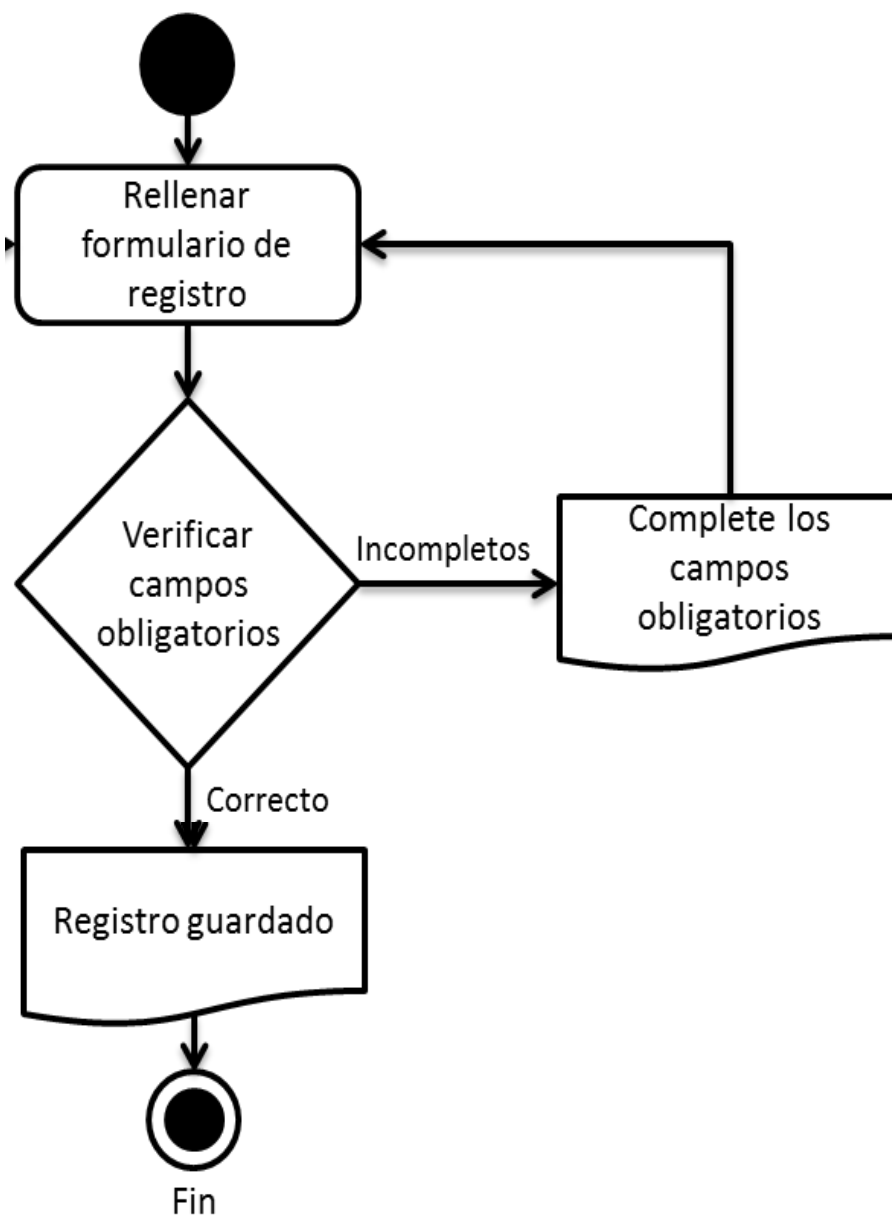 Rellenar
formulario de
registro
Verificar
campos
obligatorios
Incompletos
Complete los
campos
obligatorios
Correcto
Registro guardado
Fin